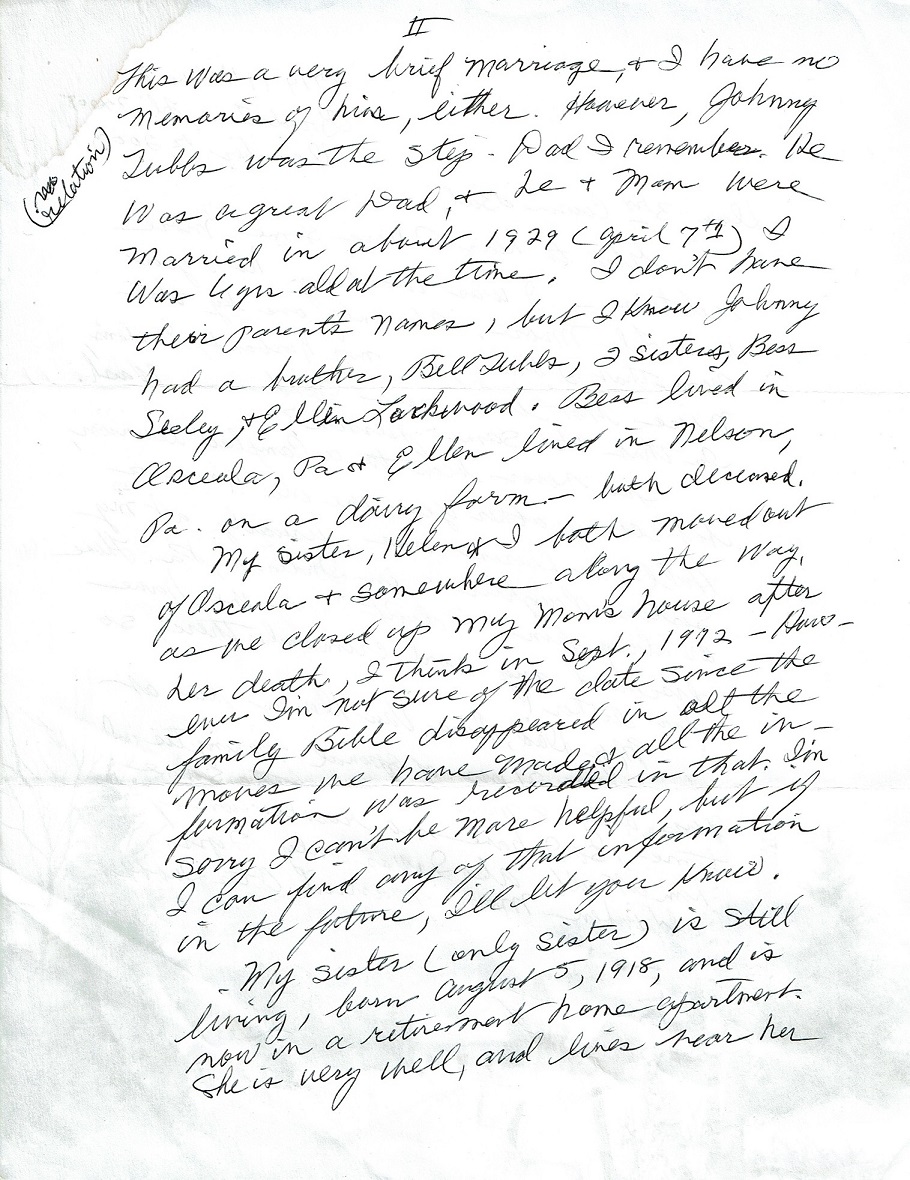 II
This was a very brief marriage, & I have no
memories of him, either. However, Johnny
Tubbs was the Step-Dad I remember. He
(no
relation)
was a great Dad, & he & Mom were
married in about 1929 (April 7th) I
was 4 yrs old at the time. I don't have
their parent's names, but I know Johnny
had a brother, Bill Tubbs, 2 sisters, Bess
Seeley, & Ellen Lockwood. Bess lived in
Osceola, Pa & Ellen lived in Nelson,
Pa. on a dairy farm - both deceased.
My sister, Helen & I both moved out
of Osceola & somewhere along the way,
as we closed up my Mom's house after
her death, I think in Sept., 1972 - How-
ever I'm not sure of the date since the
family Bible disappeared in all the
moves we have made & all the in-
formation was recorded in that. I'm
sorry I can't be more helpful, but if
I can find any of that information
in the future, I'll let you know.
- My sister (only sister) is still
living, born August 5, 1918, and is
now in a retirement home apartment.
She is very well, and lives near her